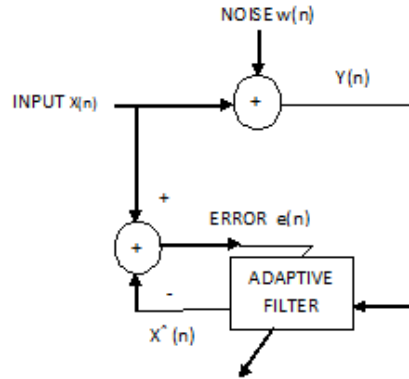 NOISE w(n)
Y(n)
INPUT X(n)
+
+
ERROR e(n)
+
ADAPTIVE
FILTER
-
X^(n)